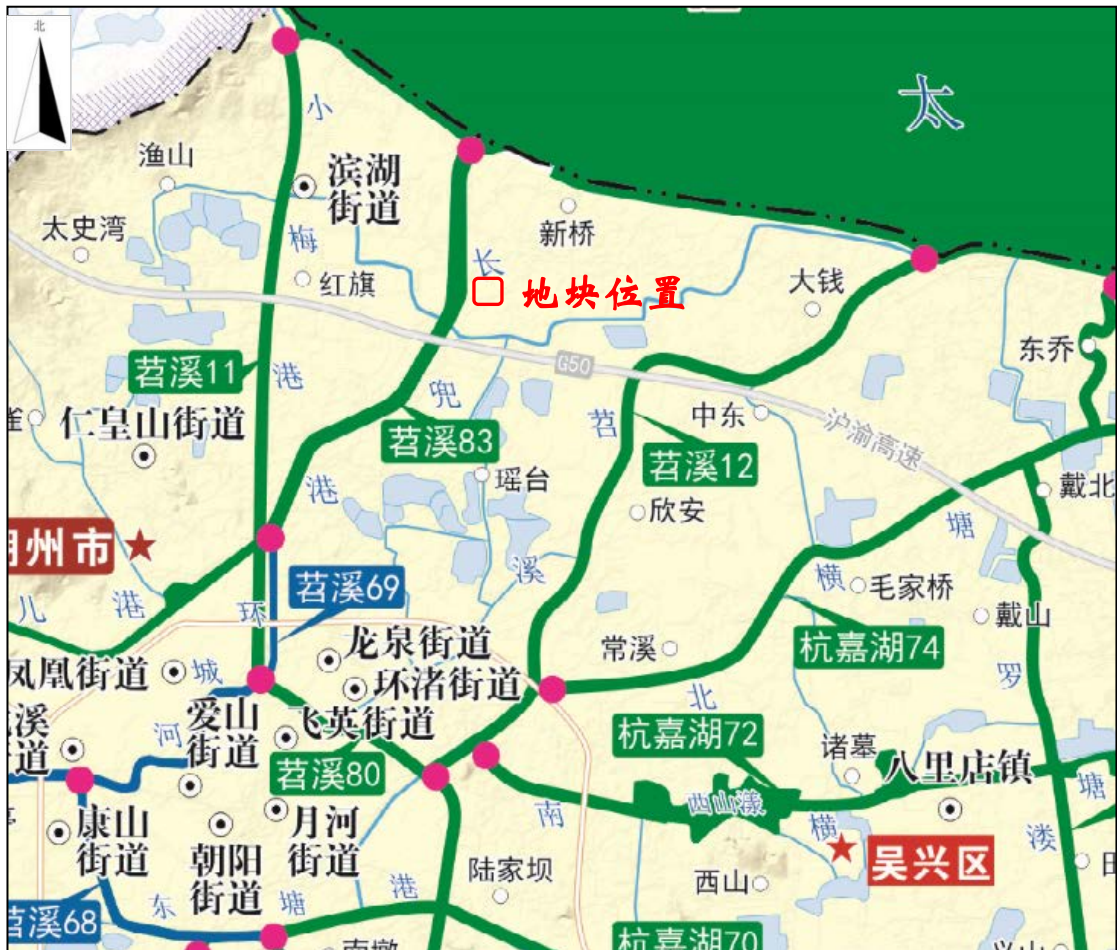 北
太
小
渔山
滨湖
街道
新桥
太史湾
梅
长
红旗
地块位置
大钱
东乔
苕溪11
港
兜
G50
仁皇山街道
苕溪83
苕
中东
沪渝高速
苕溪12
瑶台
港
欣安
戴北
塘
州市
苕溪69
溪
横
毛家桥
儿
港
环
戴山
龙泉街道
常溪
杭嘉湖74
凤凰街道
城
环渚街道
北
罗
爱山
街道
飞英街道
河
溪
道
苕溪80
杭嘉湖72
诸墓
八里店镇
康山
街道
月河
街道
朝阳
街道
南
西山漾
横
塘
溇
吴兴区
陆家坝
西山
东
塘
港
苕溪68
杭嘉湖70